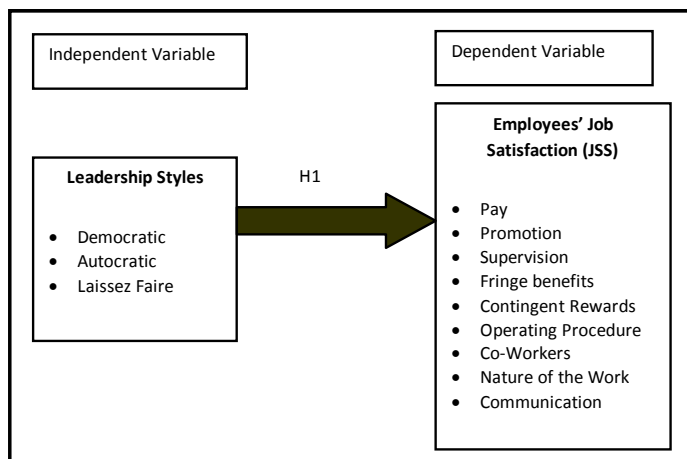 Independent Variable
Dependent Variable
Leadership Styles
• Democratic
• Autocratic
• Laissez Faire
H1
Employees’ Job
Satisfaction (JSS)
• Pay
• Promotion
• Supervision
• Fringe benefits
• Contingent Rewards
• Operating Procedure
• Co-Workers
• Nature of the Work
• Communication